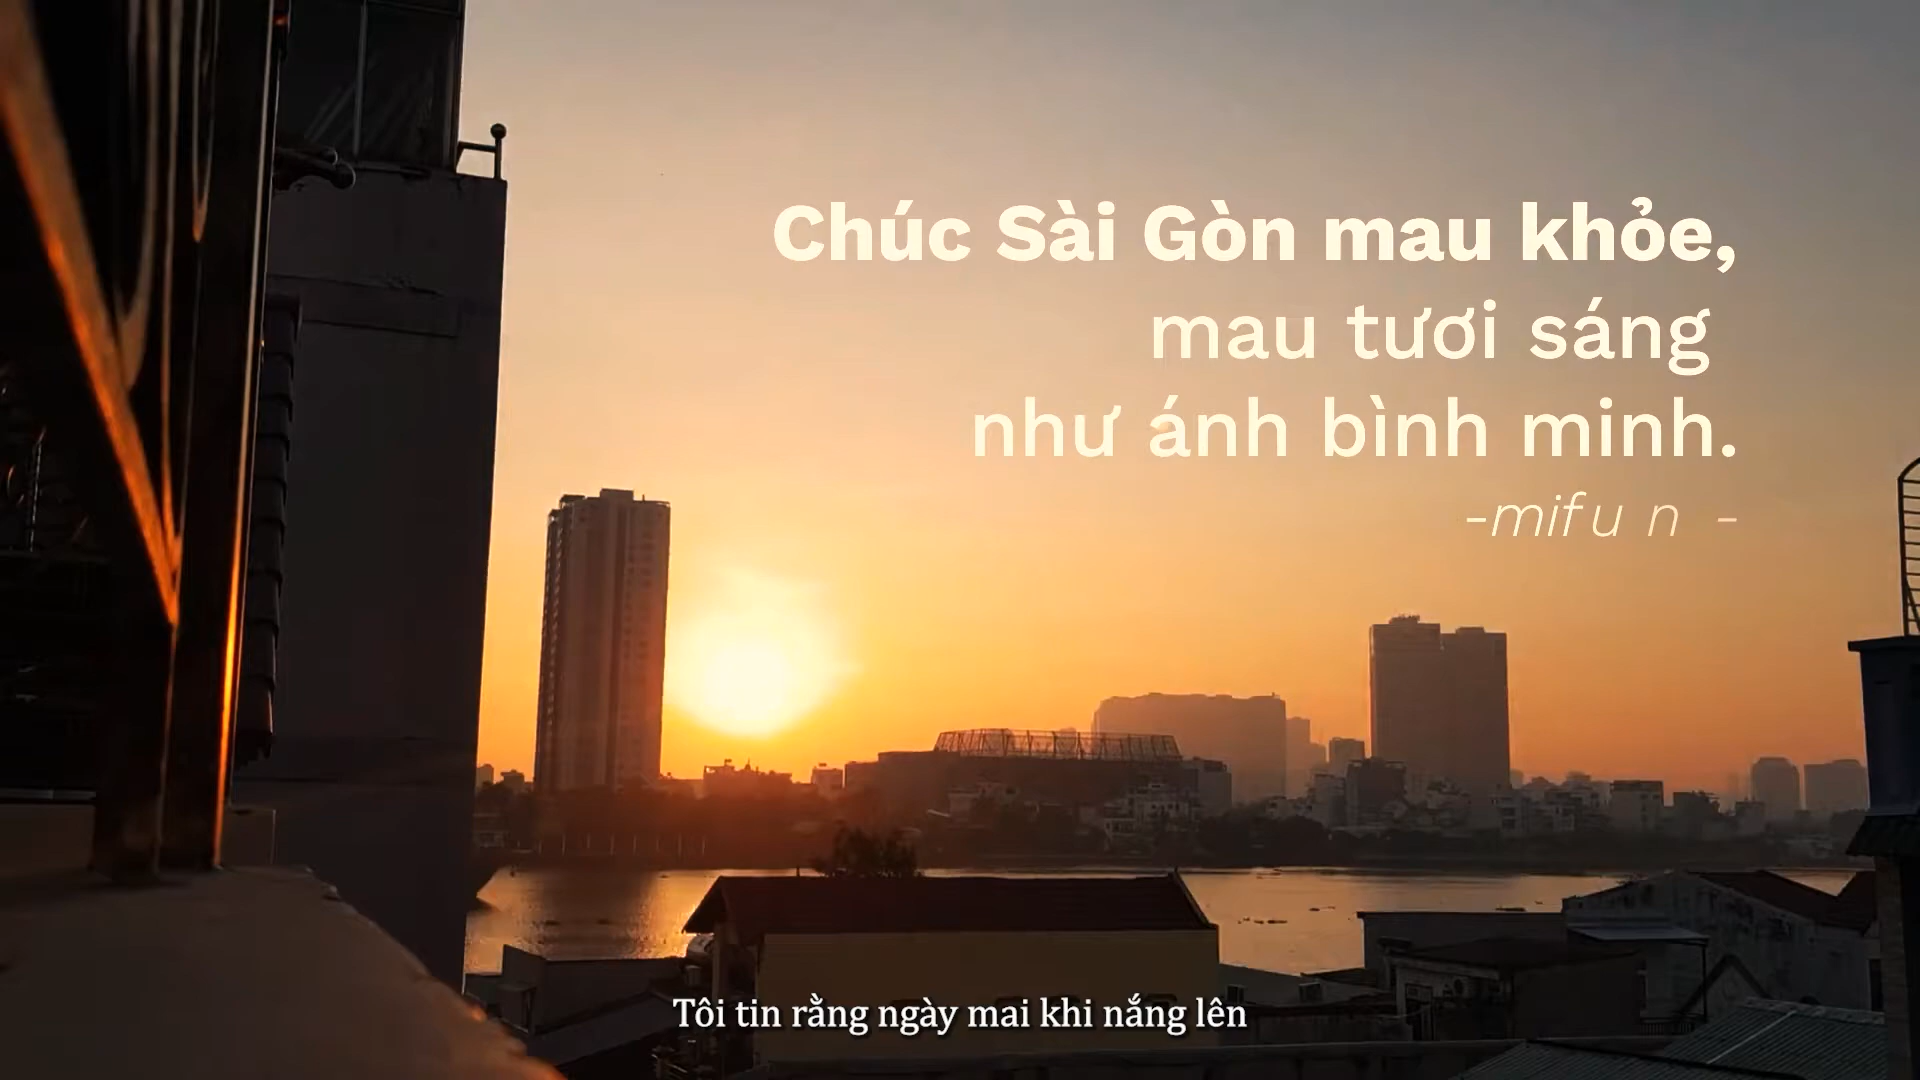 Chúc Sài Gòn mau khỏe,
mau tươi sáng
như ánh bình minh.
-mifu n -
Tôi tin rằng ngày mai khi nắng lên